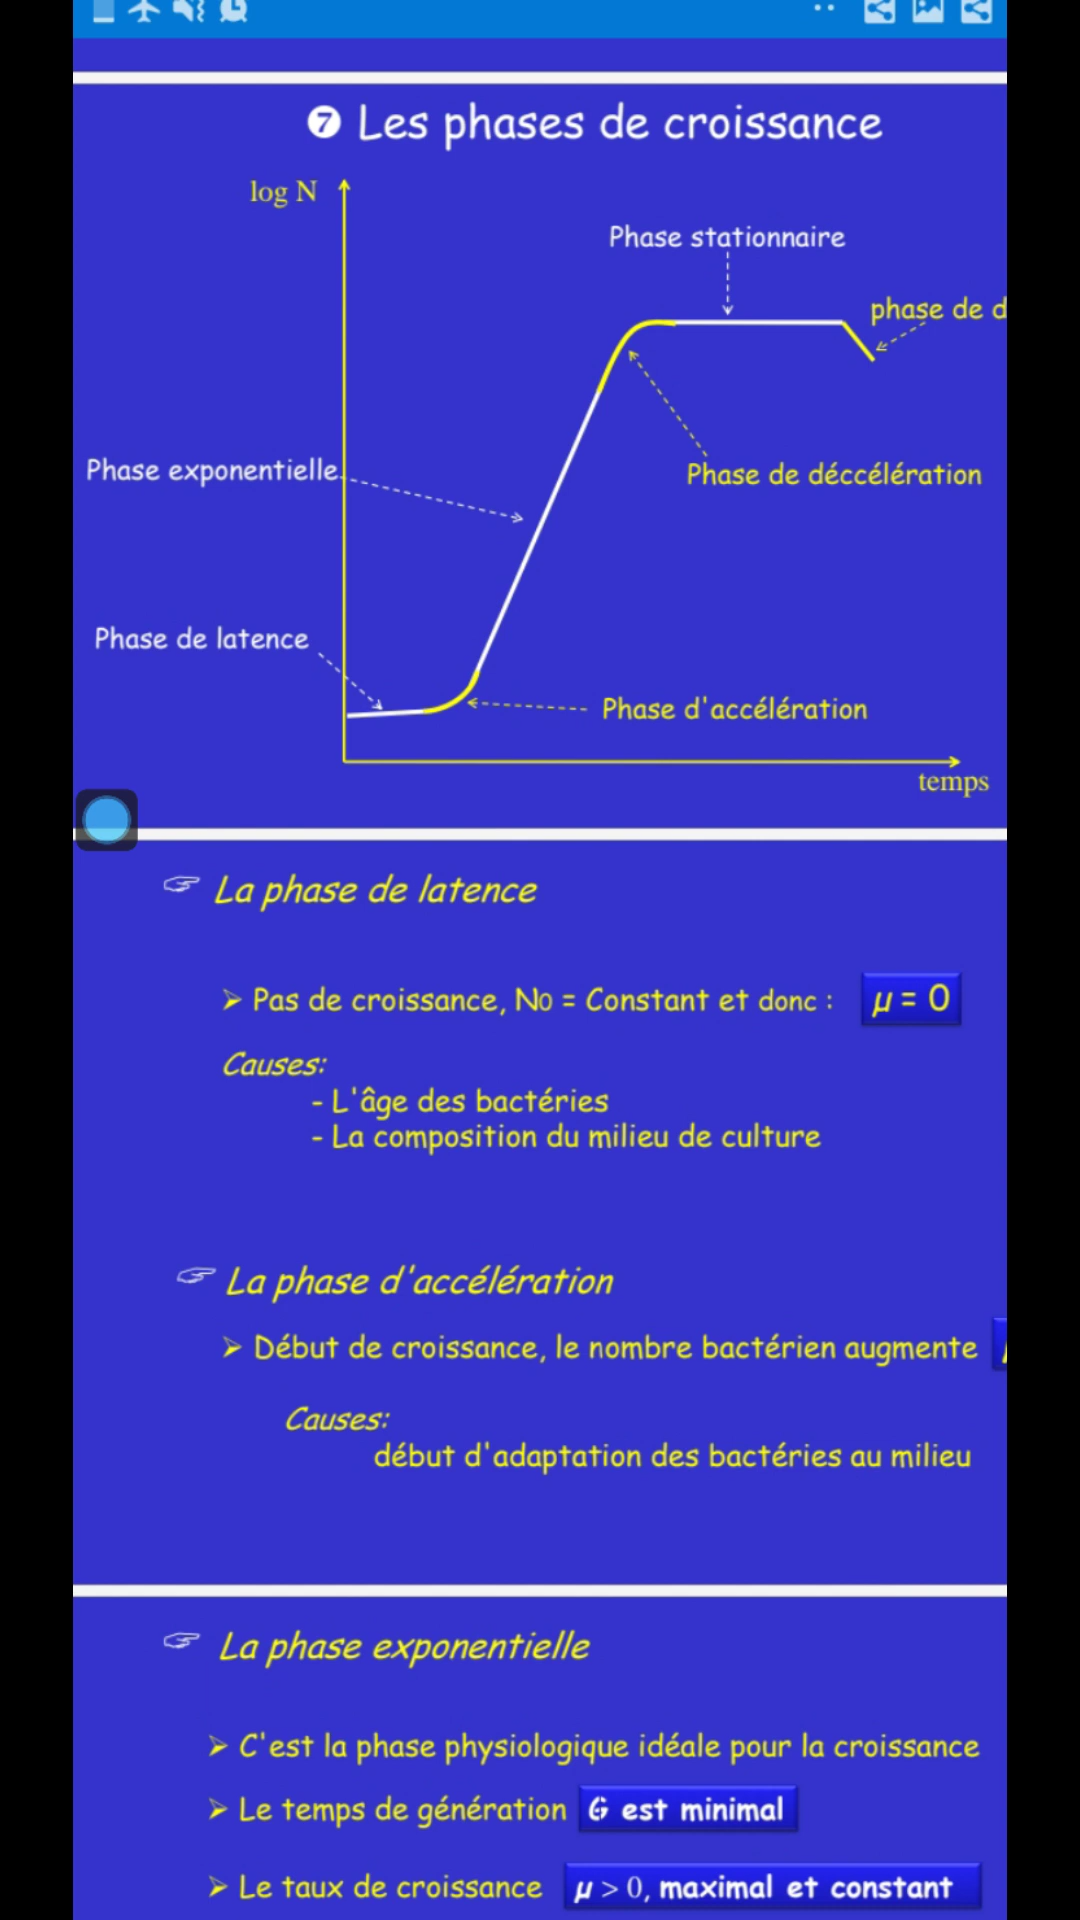 ❼ Les phases de croissance
log N
Phase stationnaire
phase de d
Phase exponentielle
Phase de déccélération
Phase de latence
Phase d'accélération
temps
☞ La phase de latence
➢ Pas de croissance, N0 = Constant et donc : µ = 0
Causes:
- L'âge des bactéries
- La composition du milieu de culture
☞ La phase d'accélération
➢ Début de croissance, le nombre bactérien augmente
Causes:
début d'adaptation des bactéries au milieu
☞ La phase exponentielle
➢ C'est la phase physiologique idéale pour la croissance
➢ Le temps de génération G est minimal
➢ Le taux de croissance µ > 0, maximal et constant